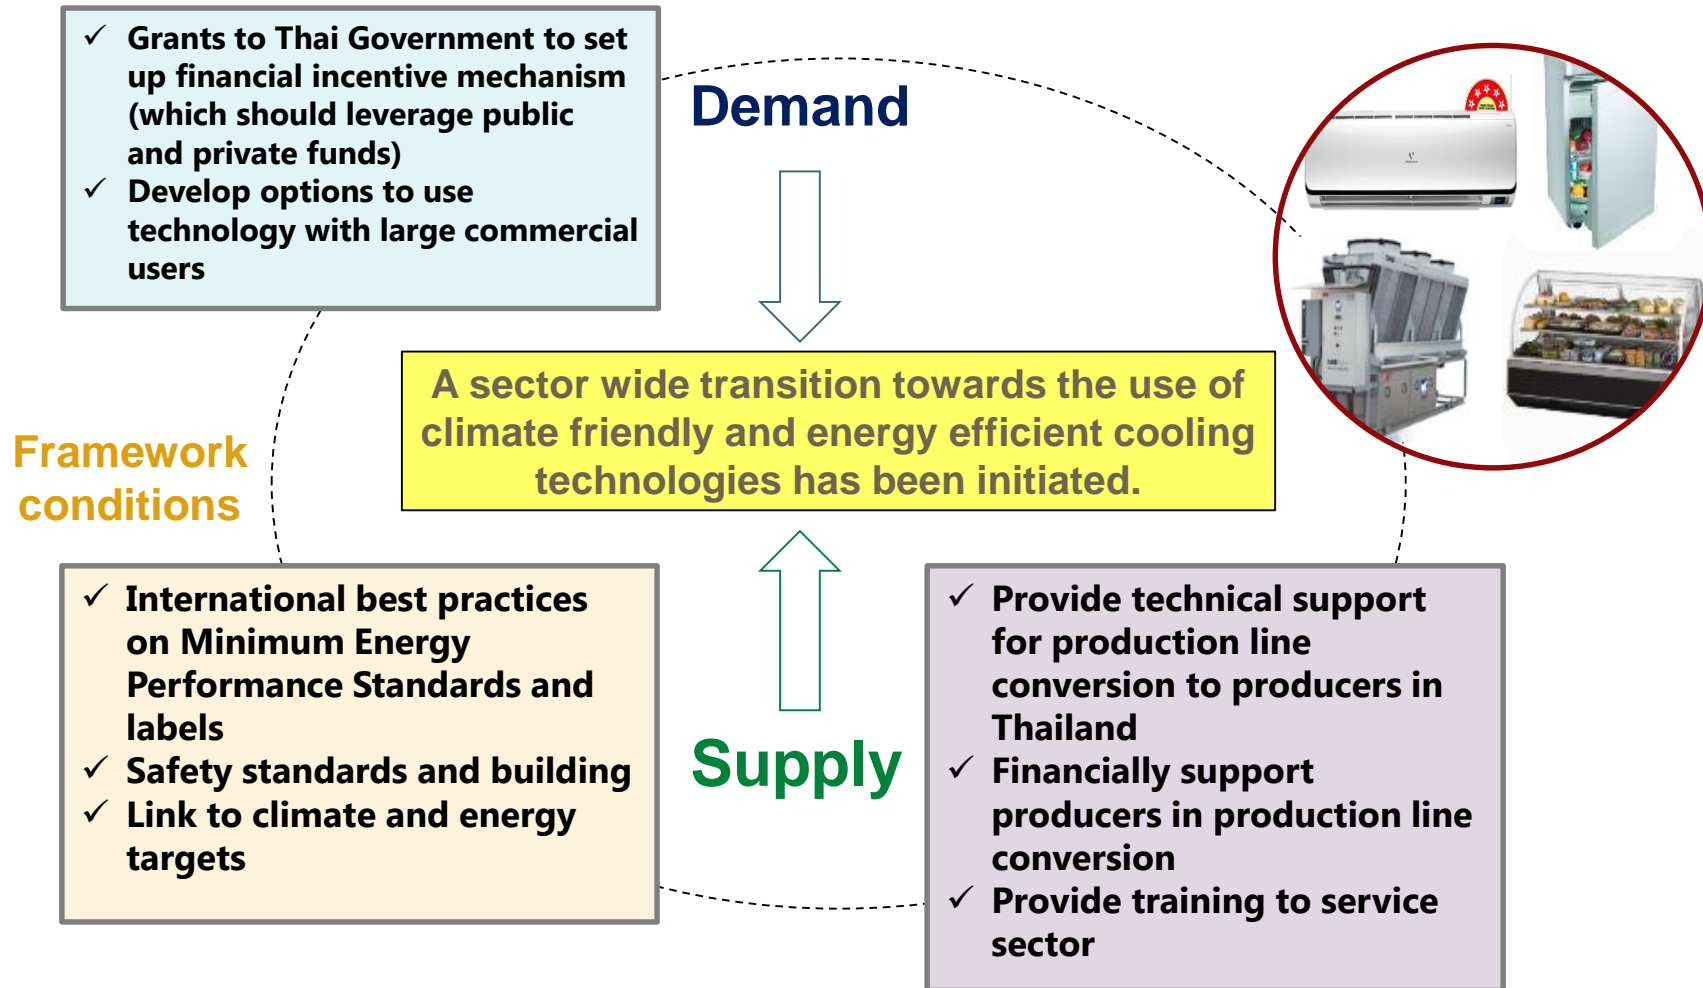 ✓ Grants to Thai Government to set
up financial incentive mechanism
(which should leverage public
and private funds)
✓ Develop options to use
technology with large commercial
users
Demand
A sector wide transition towards the use of
climate friendly and energy efficient cooling
technologies has been initiated.
Framework
conditions
✓ International best practices
on Minimum Energy
Performance Standards and
labels
✓ Safety standards and building
✓ Link to climate and energy
targets
Supply
✓ Provide technical support
for production line
conversion to producers in
Thailand
✓ Financially support
producers in production line
conversion
✓ Provide training to service
sector